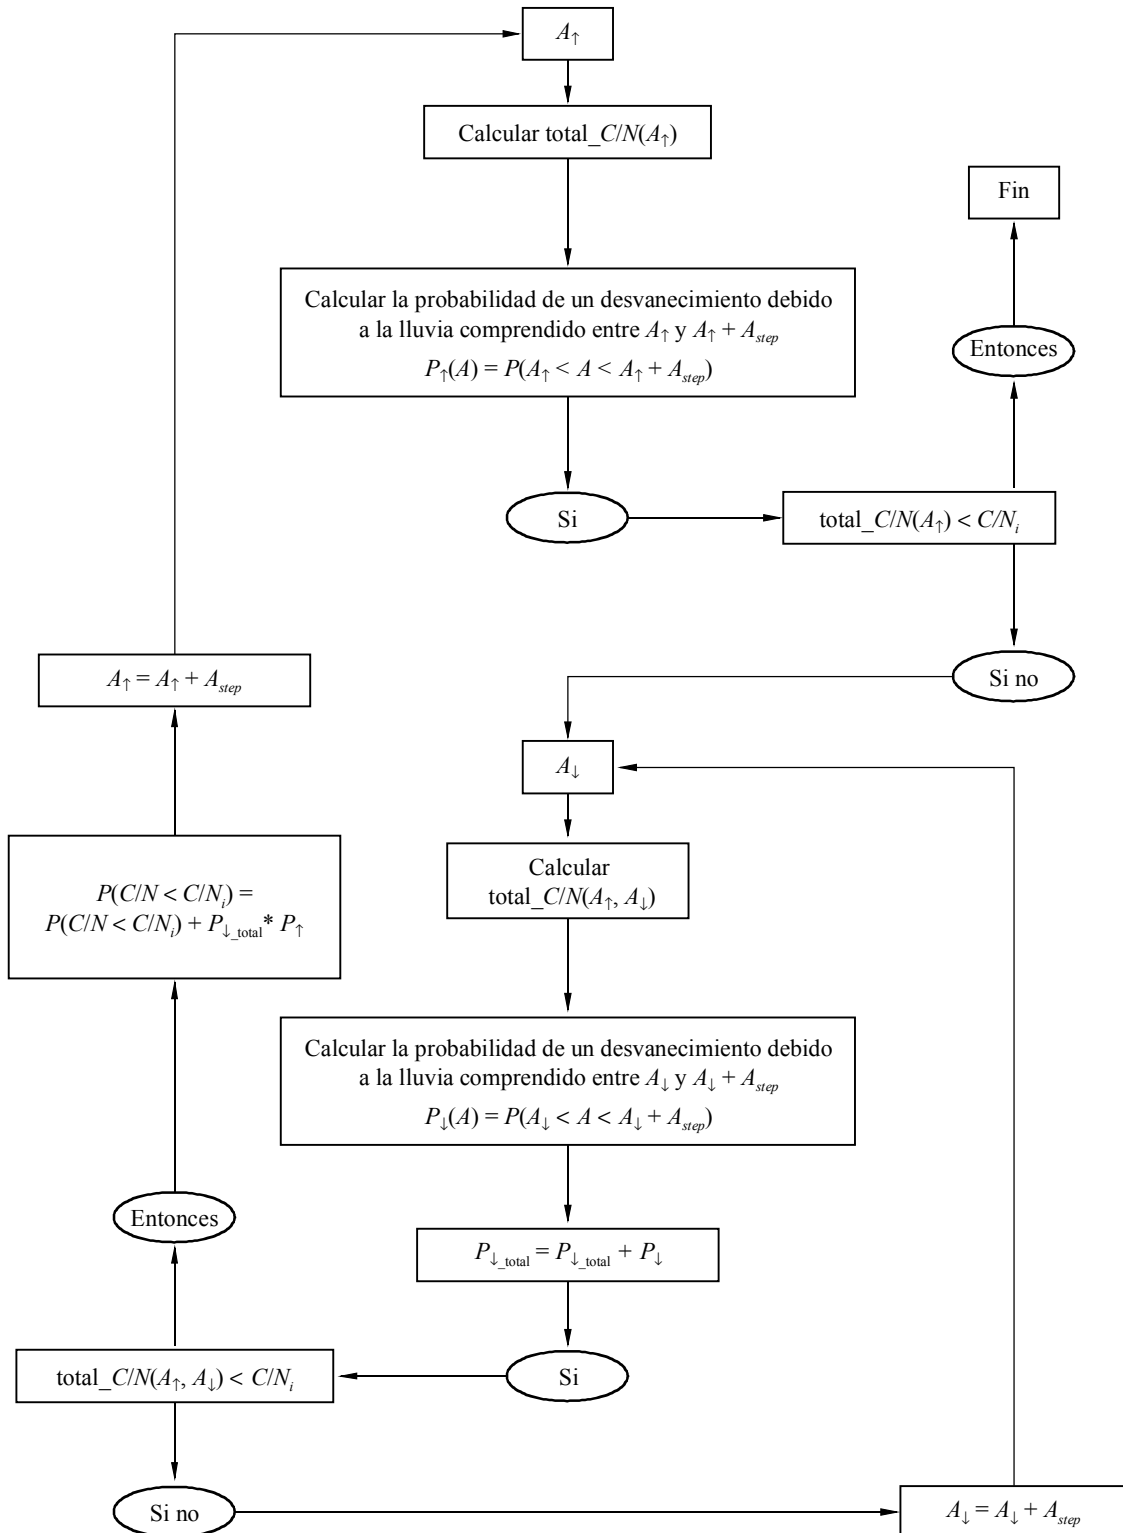 A↑
Calcular total_C/N(A↑)
Fin
Calcular la probabilidad de un desvanecimiento debido
a la lluvia comprendido entre A↑ y A↑ + Astep
P↑(A) = P(A↑ < A < A↑ + Astep)
Entonces
Si
total_C/N(A↑) < C/Ni
A↑ = A↑ + Astep
Si no
A↓
Calcular
total_C/N(A↑, A↓)
P(C/N < C/Ni) =
P(C/N < C/Ni) + P↓_total* P↑
Calcular la probabilidad de un desvanecimiento debido
a la lluvia comprendido entre A↓ y A↓ + Astep
P↓(A) = P(A↓ < A < A↓ + Astep)
Entonces
P↓_total = P↓_total + P↓
total_C/N(A↑, A↓) < C/Ni
Si
Si no
A↓ = A↓ + Astep